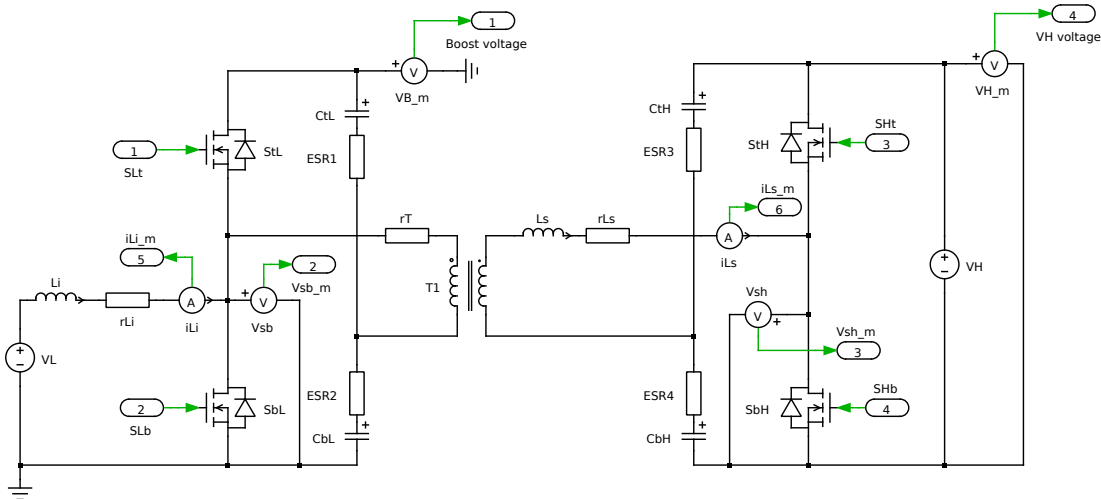 1
Boost voltage
4
VH voltage
+
V
VB_m
+
V
VH_m
+
CtL
+
CtH
SHt
3
1
SLt
StL
ESR1
ESR3
StH
iLs_m
6
rT
Ls
rLs
A
iLs
iLi_m
5
2
Vsb_m
+
−
VH
Li
rLi
A
iLi
+
V
Vsb
T1
Vsh
V
+
Vsh_m
3
+
−
VL
2
SLb
SbL
ESR2
ESR4
SbH
SHb
4
+
CbL
+
CbH